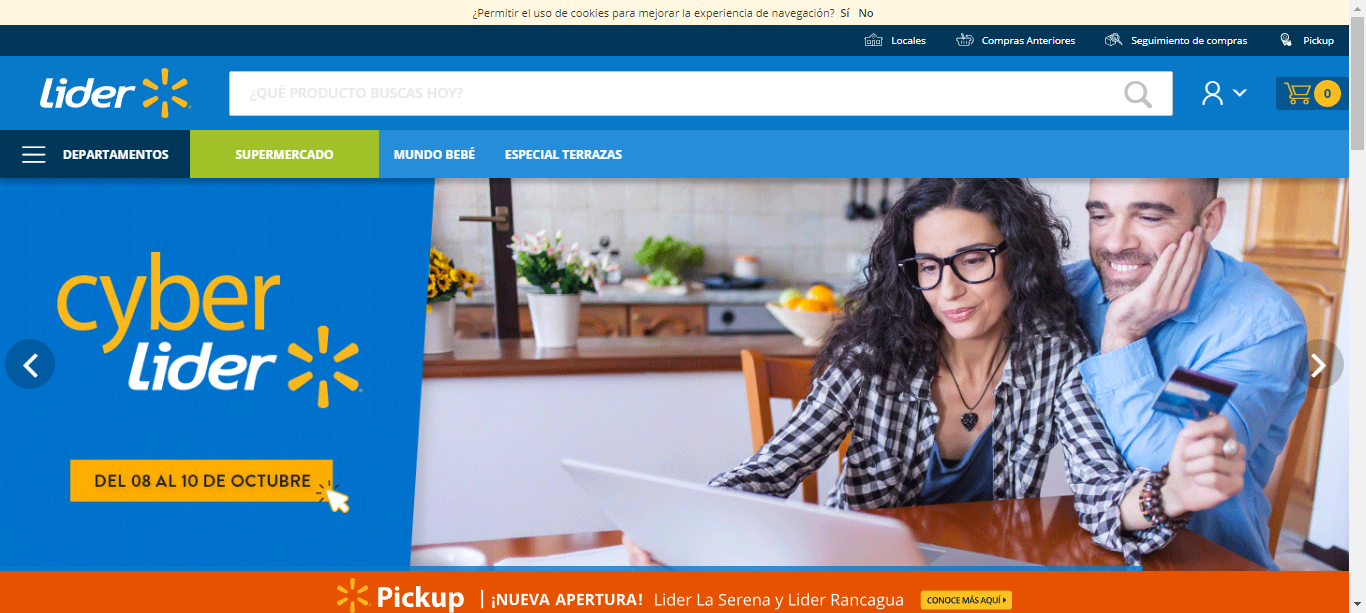 ¿Permitir el uso de cookies para mejorar la experiencia de navegación? Sí No
Locales Compras Anteriores Seguimiento de compras Pickup
Lider ¿QUÉ PRODUCTO BUSCAS HOY? 0
DEPARTAMENTOS SUPERMERCADO MUNDO BEBÉ ESPECIAL TERRAZAS
cyber
lider
DEL 08 AL 10 DE OCTUBRE
Pickup | ¡NUEVA APERTURA! Lider La Serena y Lider Rancagua CONOCE MÁS AQUÍ